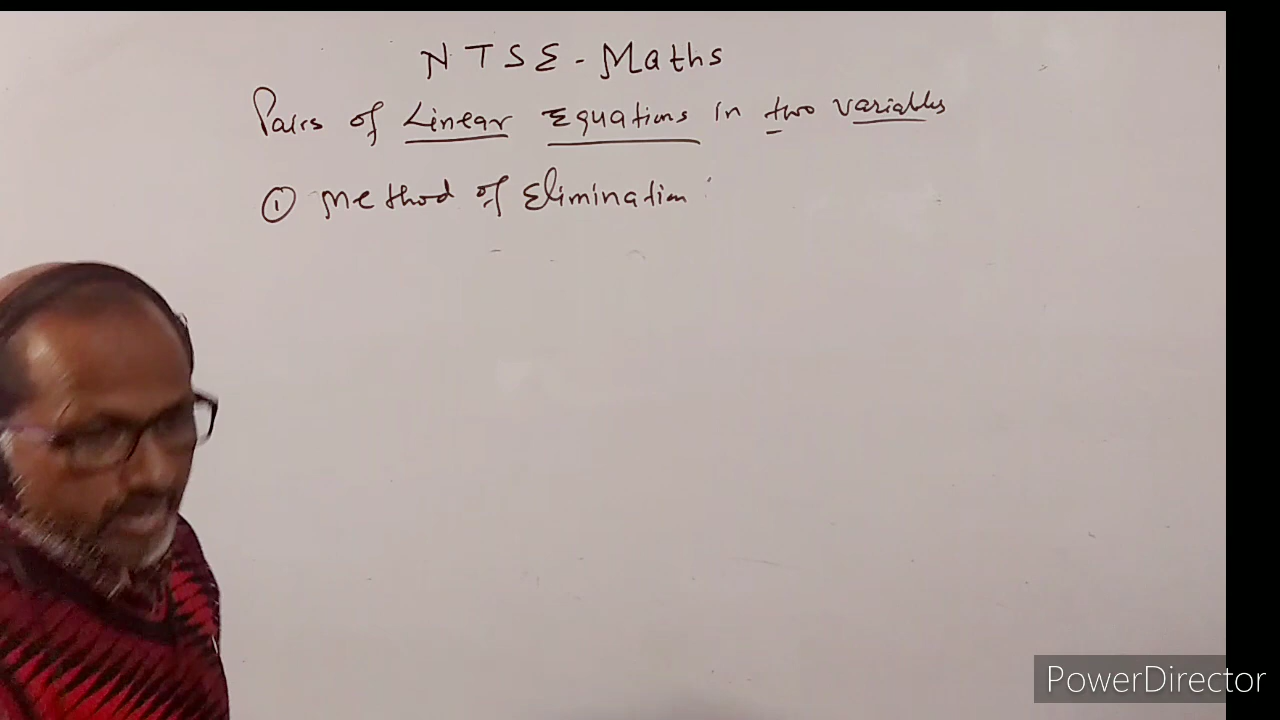 NTSE - Maths
Pairs of Linear Equations in two variables
① Method of Elimination
PowerDirector